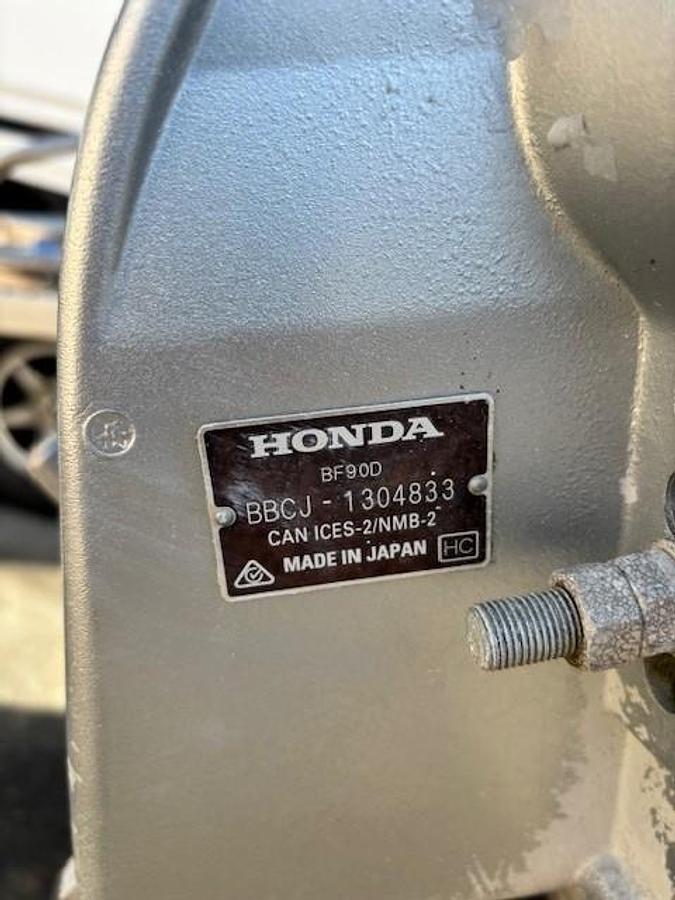 HONDA
BF90D
BBCJ - 1304833
CAN ICES-2/NMB-2
MADE IN JAPAN HC